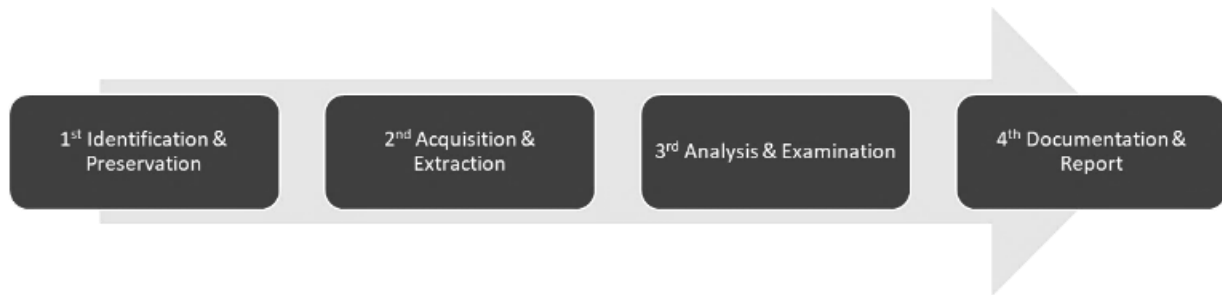 1st Identification &
Preservation
2nd Acquisition &
Extraction
3rd Analysis & Examination
4th Documentation &
Report